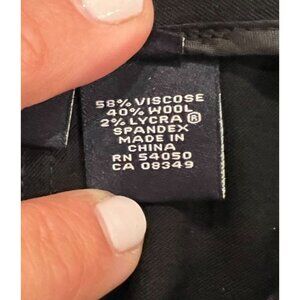 58% VISCOSE
40% WOOL
2% LYCRA ®
SPANDEX
MADE IN
CHINA
RN 54050
CA 08349